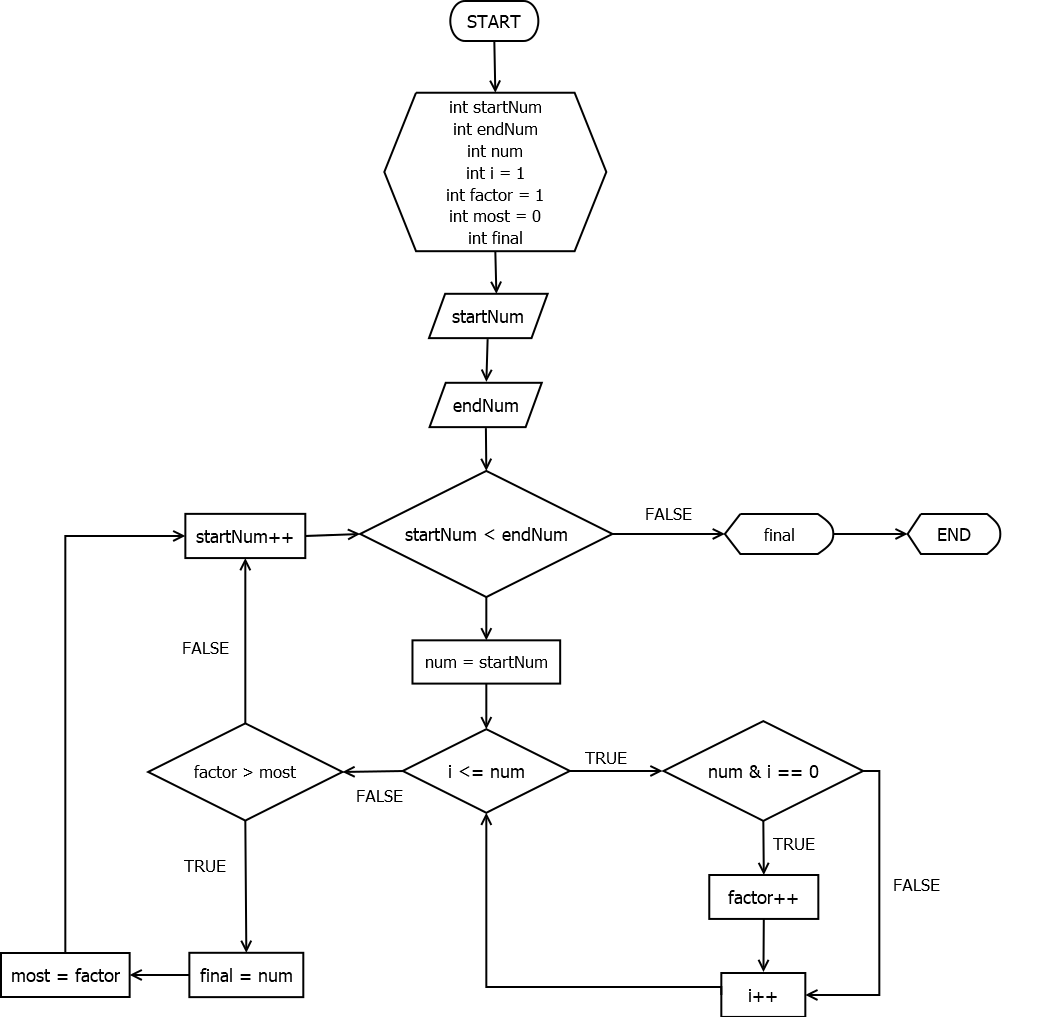 START
int startNum
int endNum
int num
int i = 1
int factor = 1
int most = 0
int final
startNum
endNum
startNum++
startNum < endNum
FALSE
final
END
FALSE
num = startNum
factor > most
FALSE
i <= num
TRUE
num & i == 0
TRUE
FALSE
factor++
TRUE
most = factor
final = num
i++